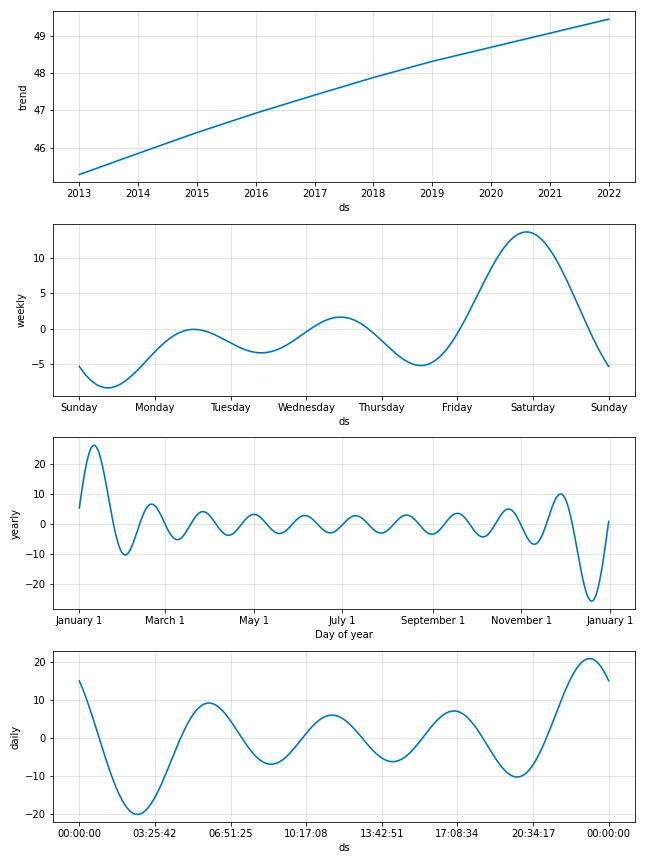 trend
49
48
47
46
2013 2014 2015 2016 2017 2018 2019 2020 2021 2022
ds
weekly
10
5
0
−5
Sunday Monday Tuesday Wednesday Thursday Friday Saturday Sunday
ds
yearly
20
10
0
−10
−20
January 1 March 1 May 1 July 1 September 1 November 1 January 1
Day of year
daily
20
10
0
−10
−20
00:00:00 03:25:42 06:51:25 10:17:08 13:42:51 17:08:34 20:34:17 00:00:00
ds